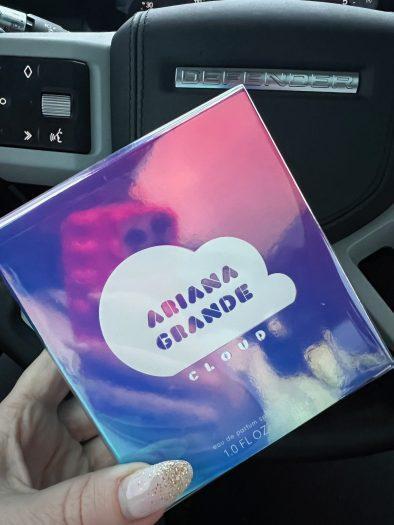 DEFENDER
ARIANA
GRANDE
CLOUD
eau de parfum
1.0 FL OZ